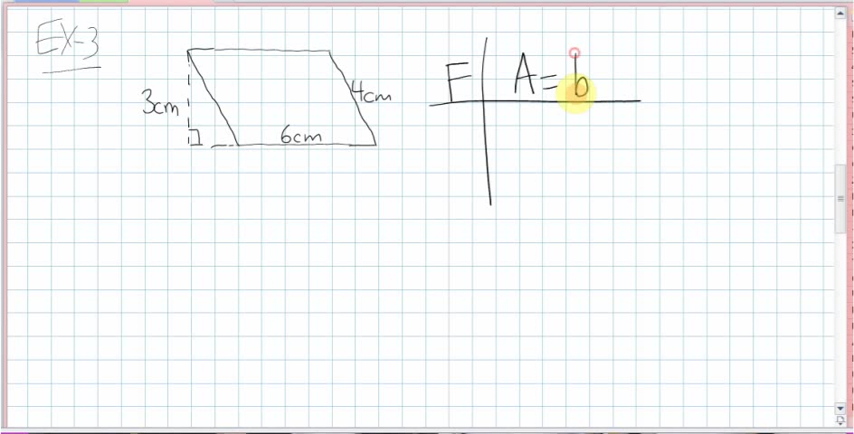 EX-3
3cm
4cm
6cm
F
A = b